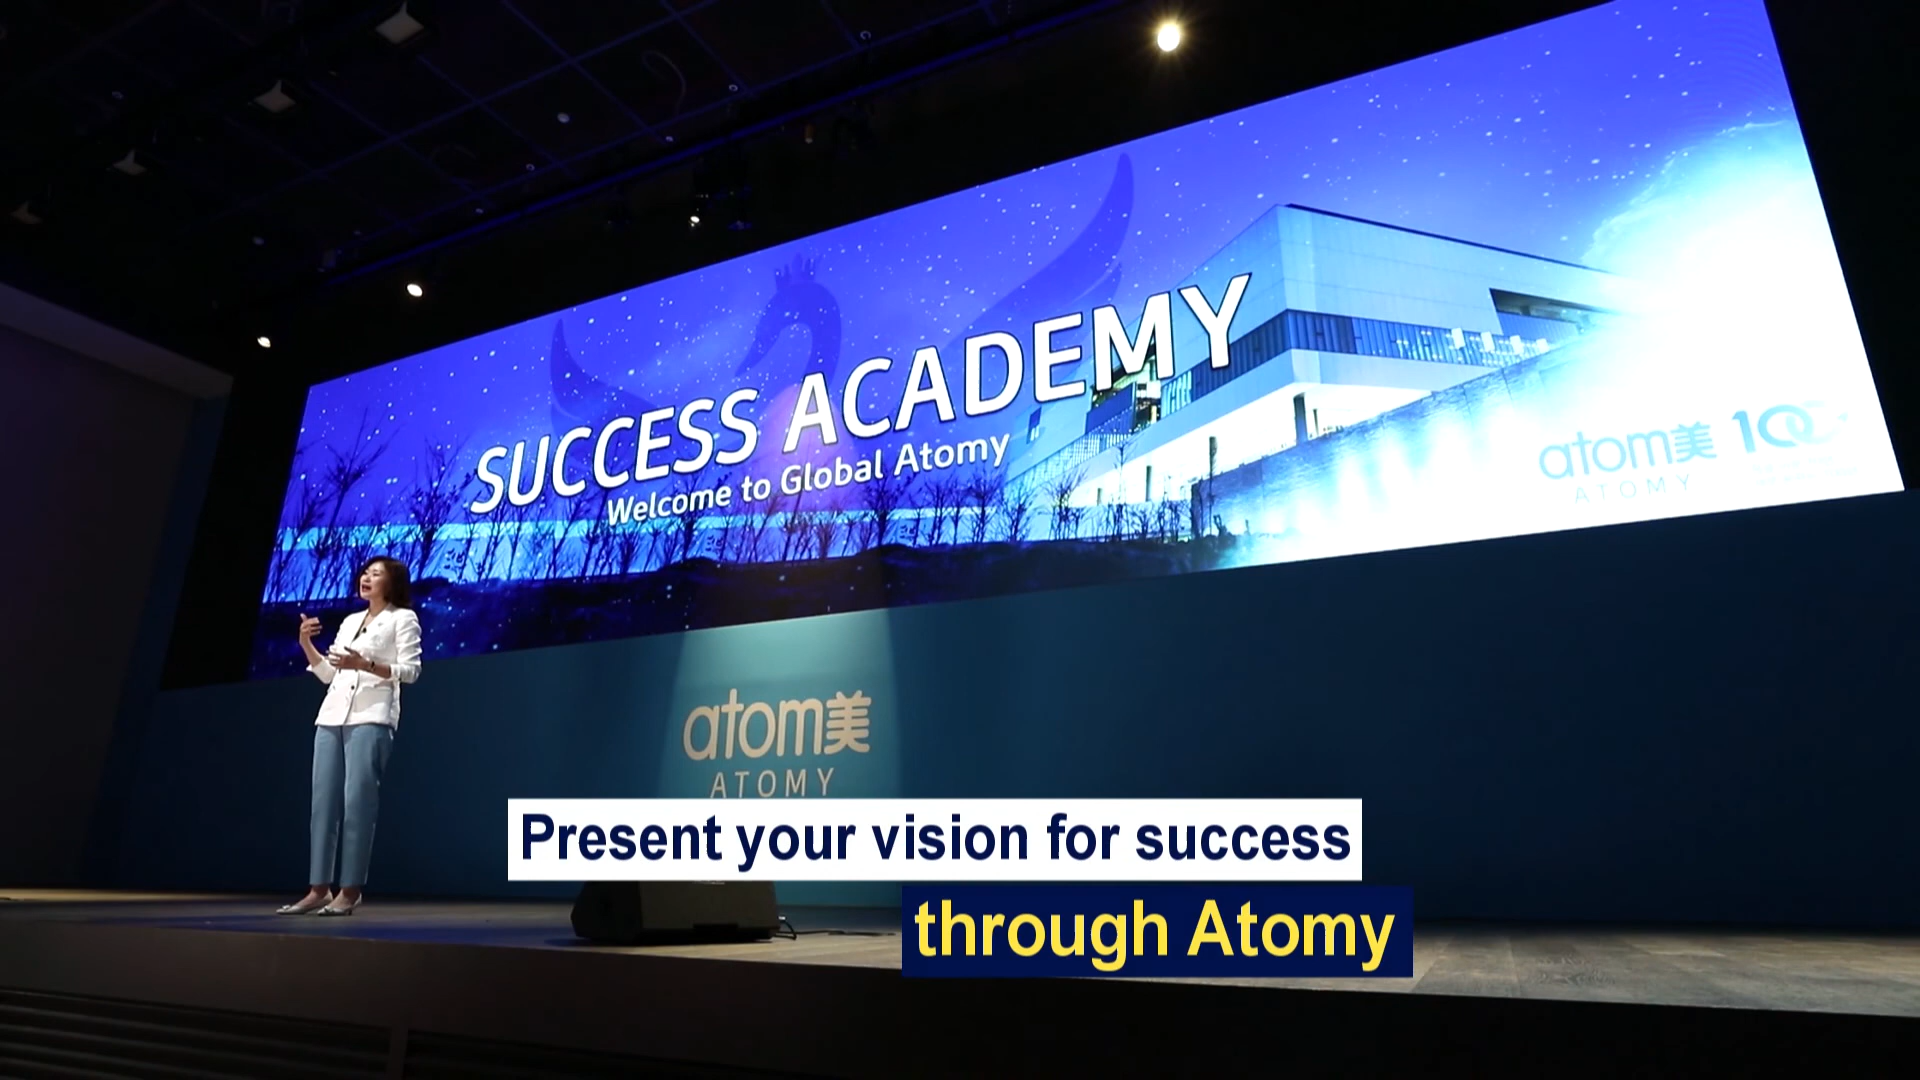 SUCCESS ACADEMY
Welcome to Global Atomy
atom美
ATOMY
atom美
ATOMY
Present your vision for success
through Atomy